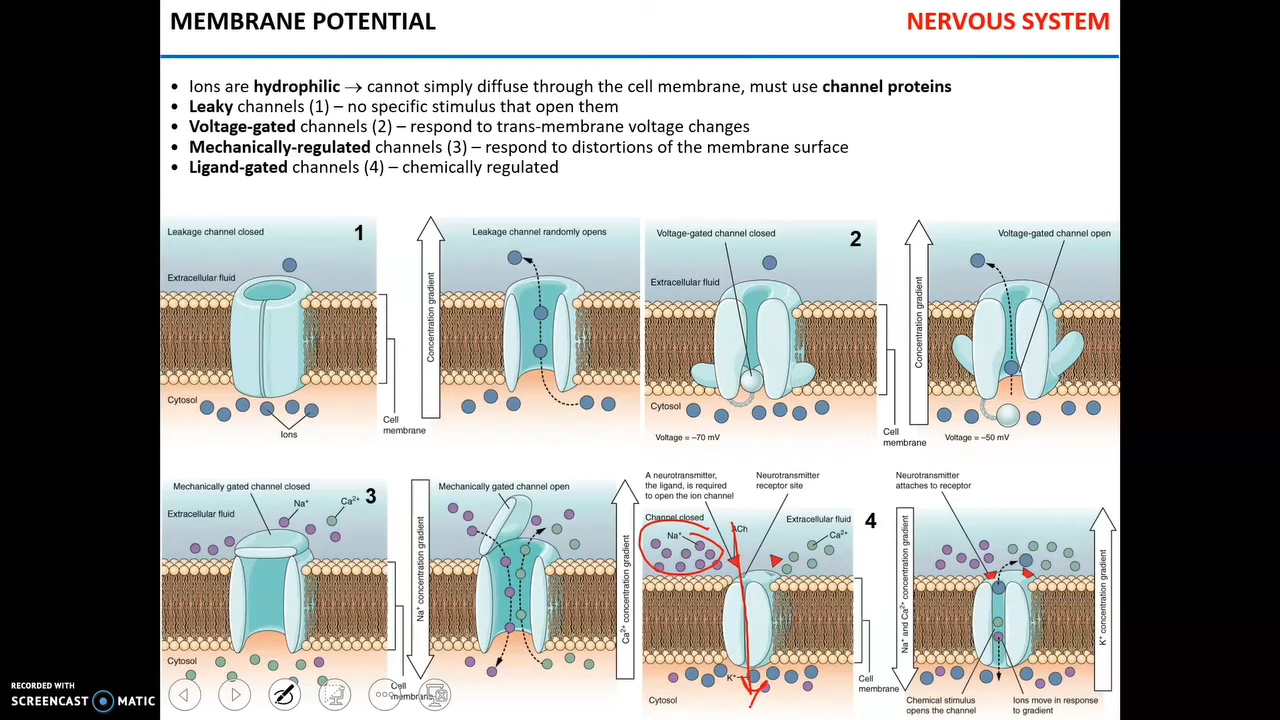 MEMBRANE POTENTIAL
NERVOUS SYSTEM
• Ions are hydrophilic → cannot simply diffuse through the cell membrane, must use channel proteins
• Leaky channels (1) – no specific stimulus that open them
• Voltage-gated channels (2) – respond to trans-membrane voltage changes
• Mechanically-regulated channels (3) – respond to distortions of the membrane surface
• Ligand-gated channels (4) – chemically regulated
Leakage channel closed
1
Extracellular fluid
Cytosol
Ions
Cell
membrane
Concentration gradient
Leakage channel randomly opens
Voltage-gated channel closed
2
Extracellular fluid
Cytosol
Voltage = –70 mV
Cell
membrane
Concentration gradient
Voltage-gated channel open
Voltage = –50 mV
Mechanically gated channel closed
3
Na⁺
Ca²⁺
Extracellular fluid
Cytosol
Cell
membrane
Na⁺ concentration gradient
Mechanically gated channel open
Ca²⁺ concentration gradient
A neurotransmitter,
the ligand, is required
to open the ion channel
Neurotransmitter
receptor site
Channel closed
Na⁺
ACh
Extracellular fluid
4
Ca²⁺
K⁺
Cytosol
Cell
membrane
Na⁺ and Ca²⁺ concentration gradient
Neurotransmitter
attaches to receptor
K⁺ concentration gradient
Chemical stimulus
opens the channel
Ions move in response
to gradient
RECORDED WITH
SCREENCAST MATIC